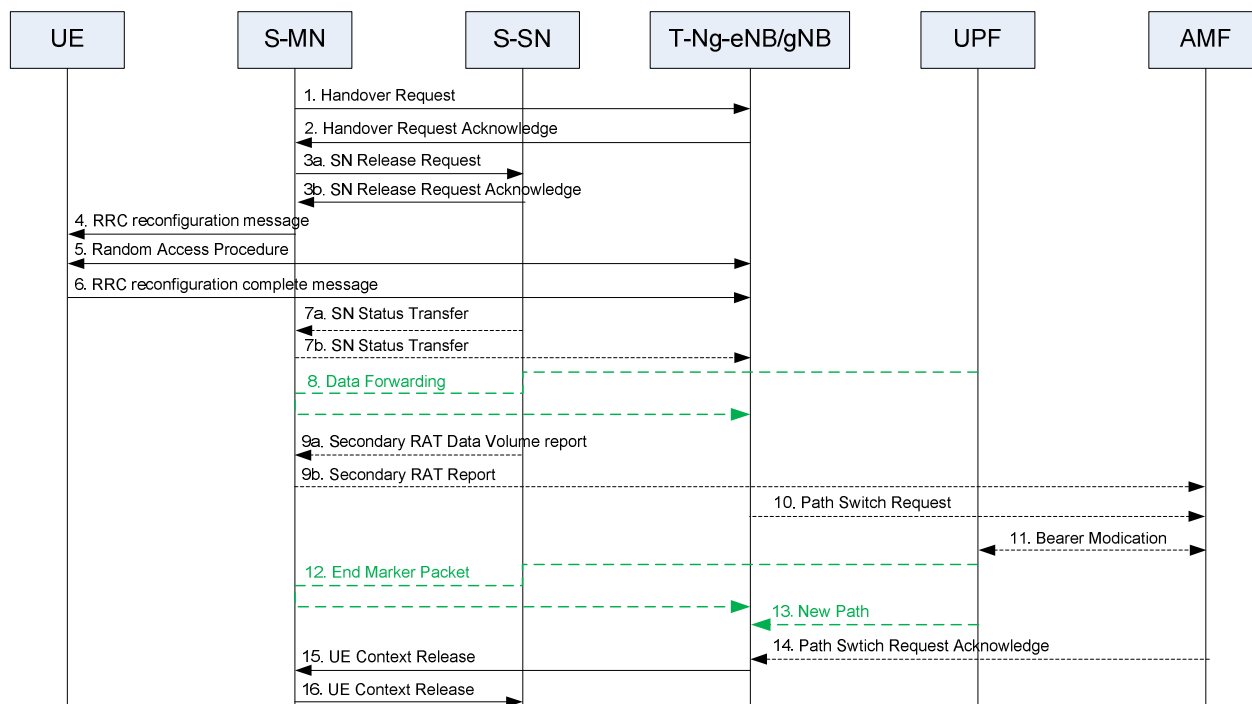 UE
S-MN
S-SN
T-Ng-eNB/gNB
UPF
AMF
1. Handover Request
2. Handover Request Acknowledge
3a. SN Release Request
3b. SN Release Request Acknowledge
4. RRC reconfiguration message
5. Random Access Procedure
6. RRC reconfiguration complete message
7a. SN Status Transfer
7b. SN Status Transfer
8. Data Forwarding
9a. Secondary RAT Data Volume report
9b. Secondary RAT Report
10. Path Switch Request
11. Bearer Modication
12. End Marker Packet
13. New Path
14. Path Swtich Request Acknowledge
15. UE Context Release
16. UE Context Release